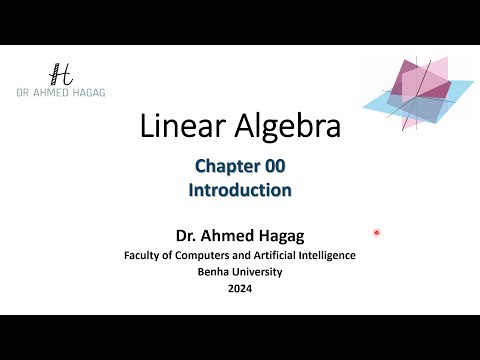 H
DR AHMED HAGAG
Linear Algebra
Chapter 00
Introduction
Dr. Ahmed Hagag
Faculty of Computers and Artificial Intelligence
Benha University
2024